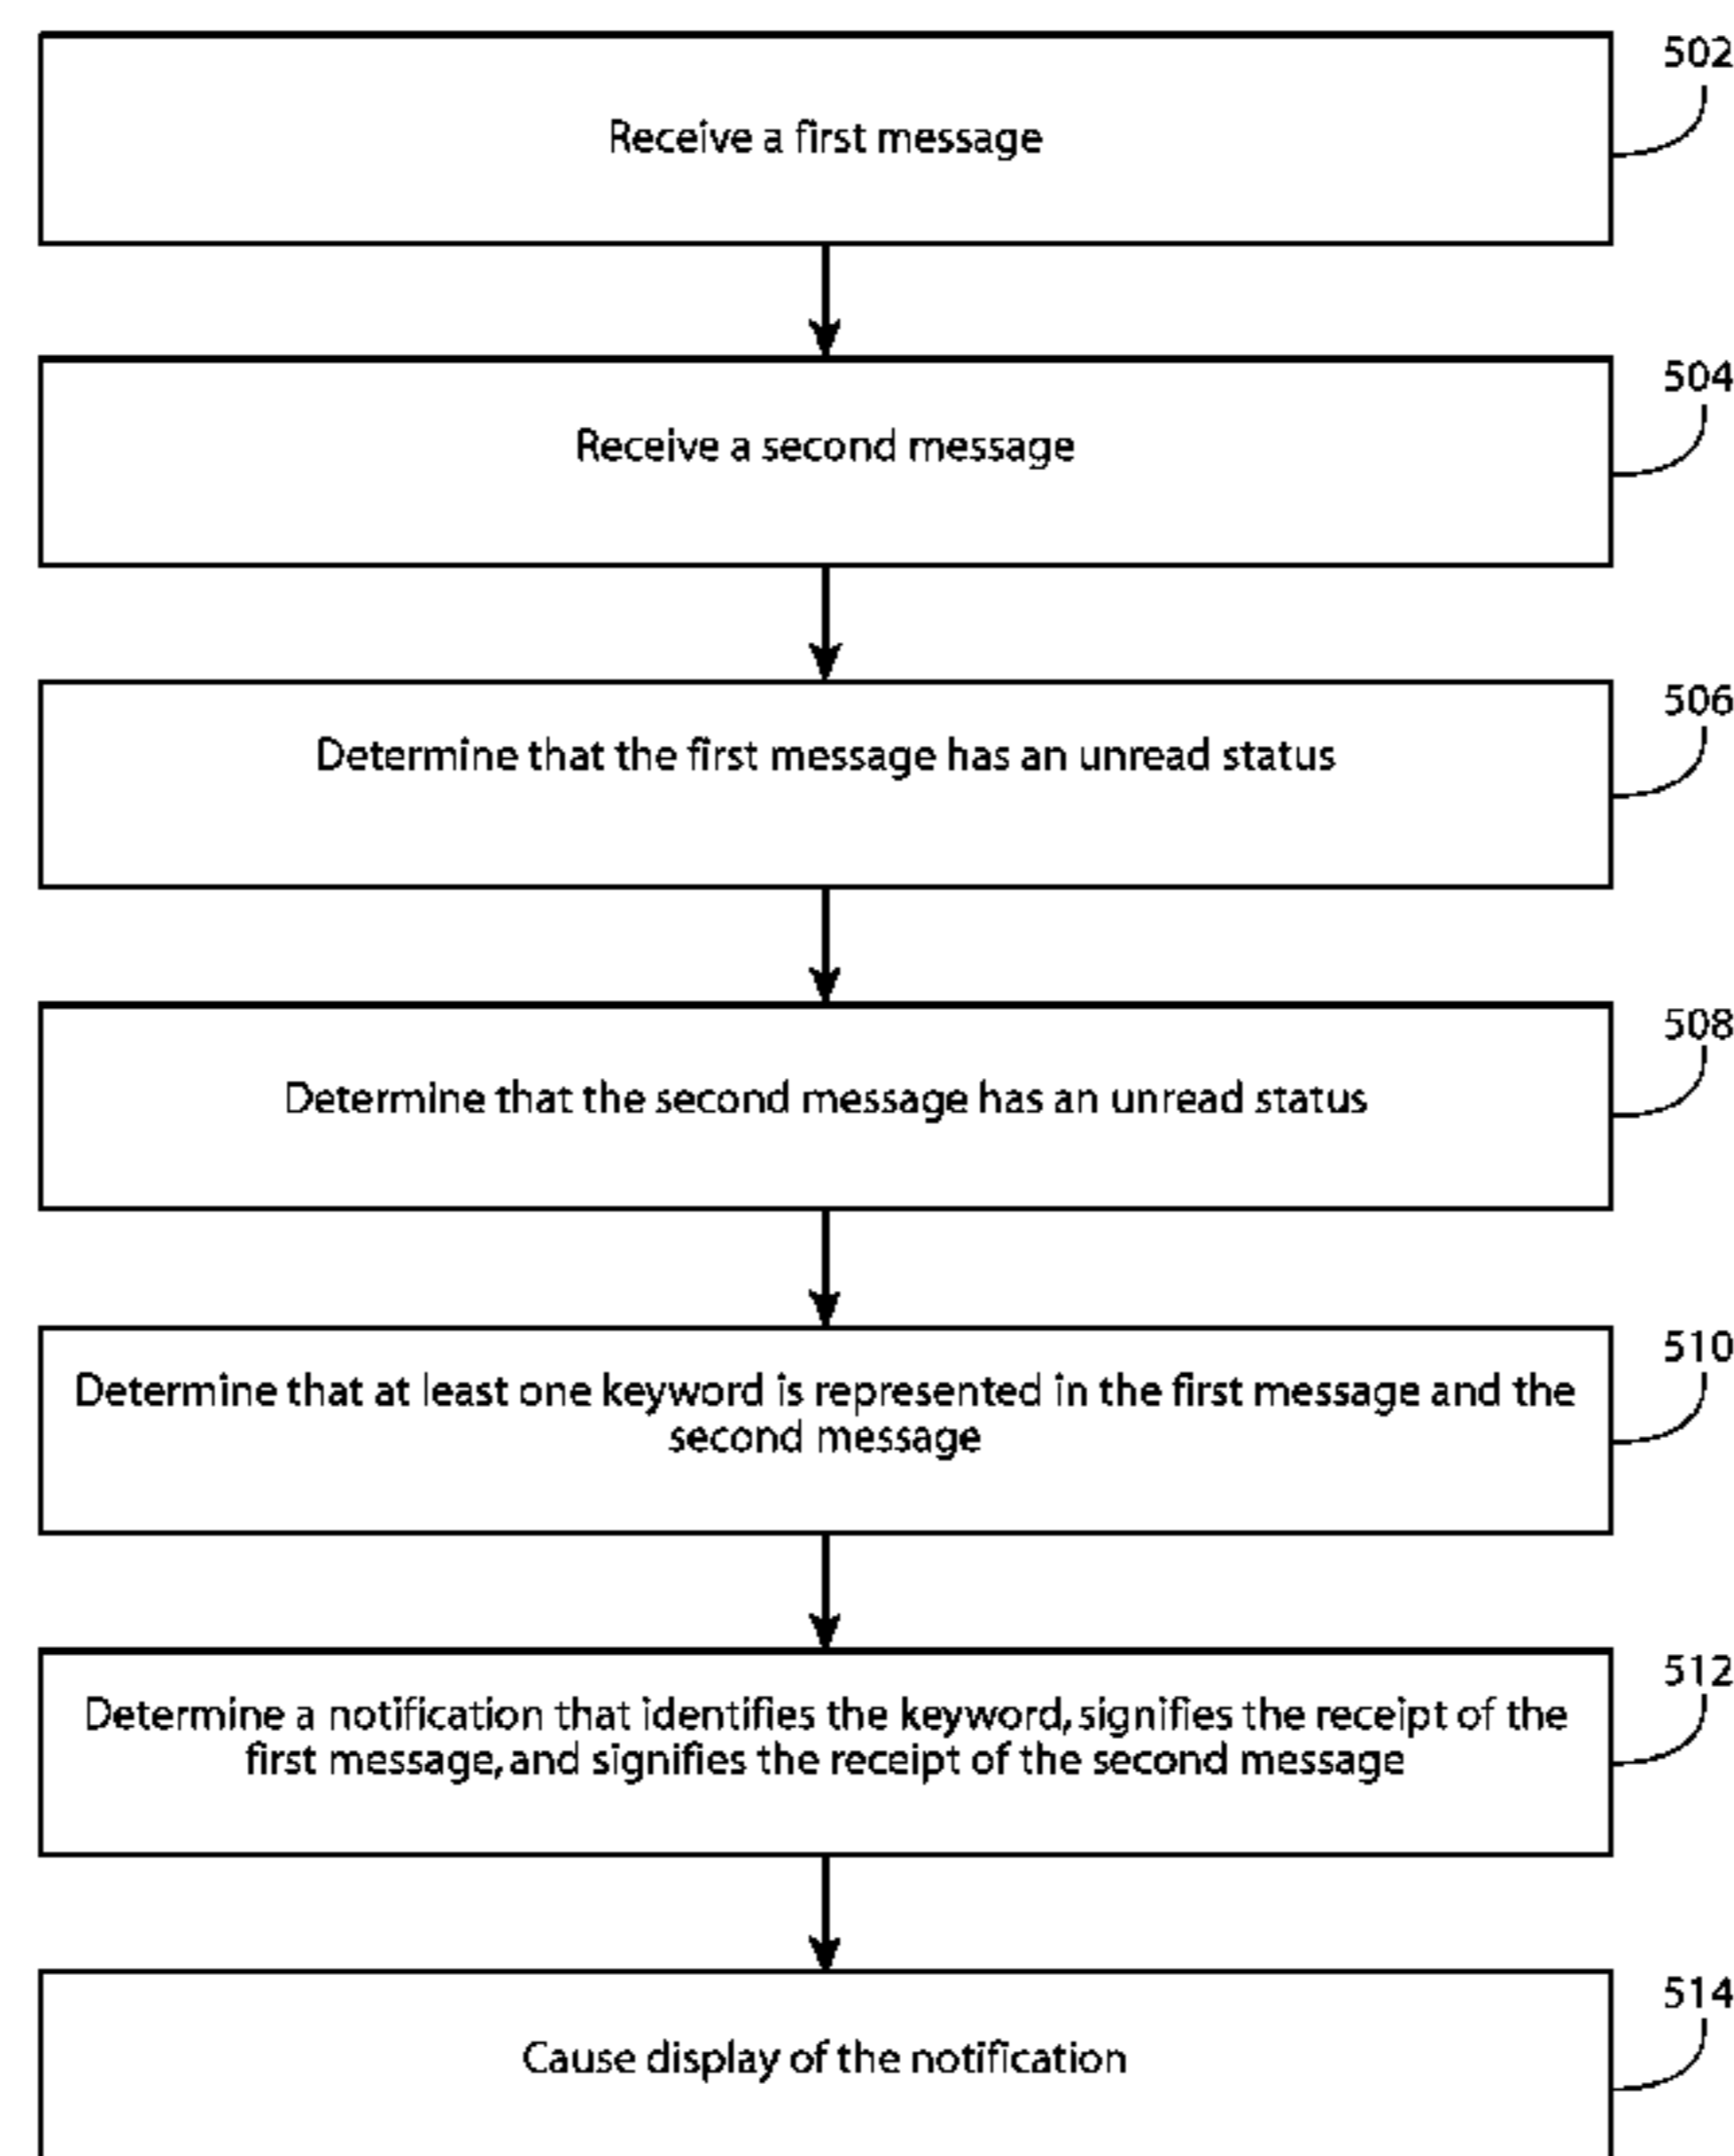 502
Receive a first message
504
Receive a second message
506
Determine that the first message has an unread status
508
Determine that the second message has an unread status
510
Determine that at least one keyword is represented in the first message and the
second message
512
Determine a notification that identifies the keyword, signifies the receipt of the
first message, and signifies the receipt of the second message
514
Cause display of the notification